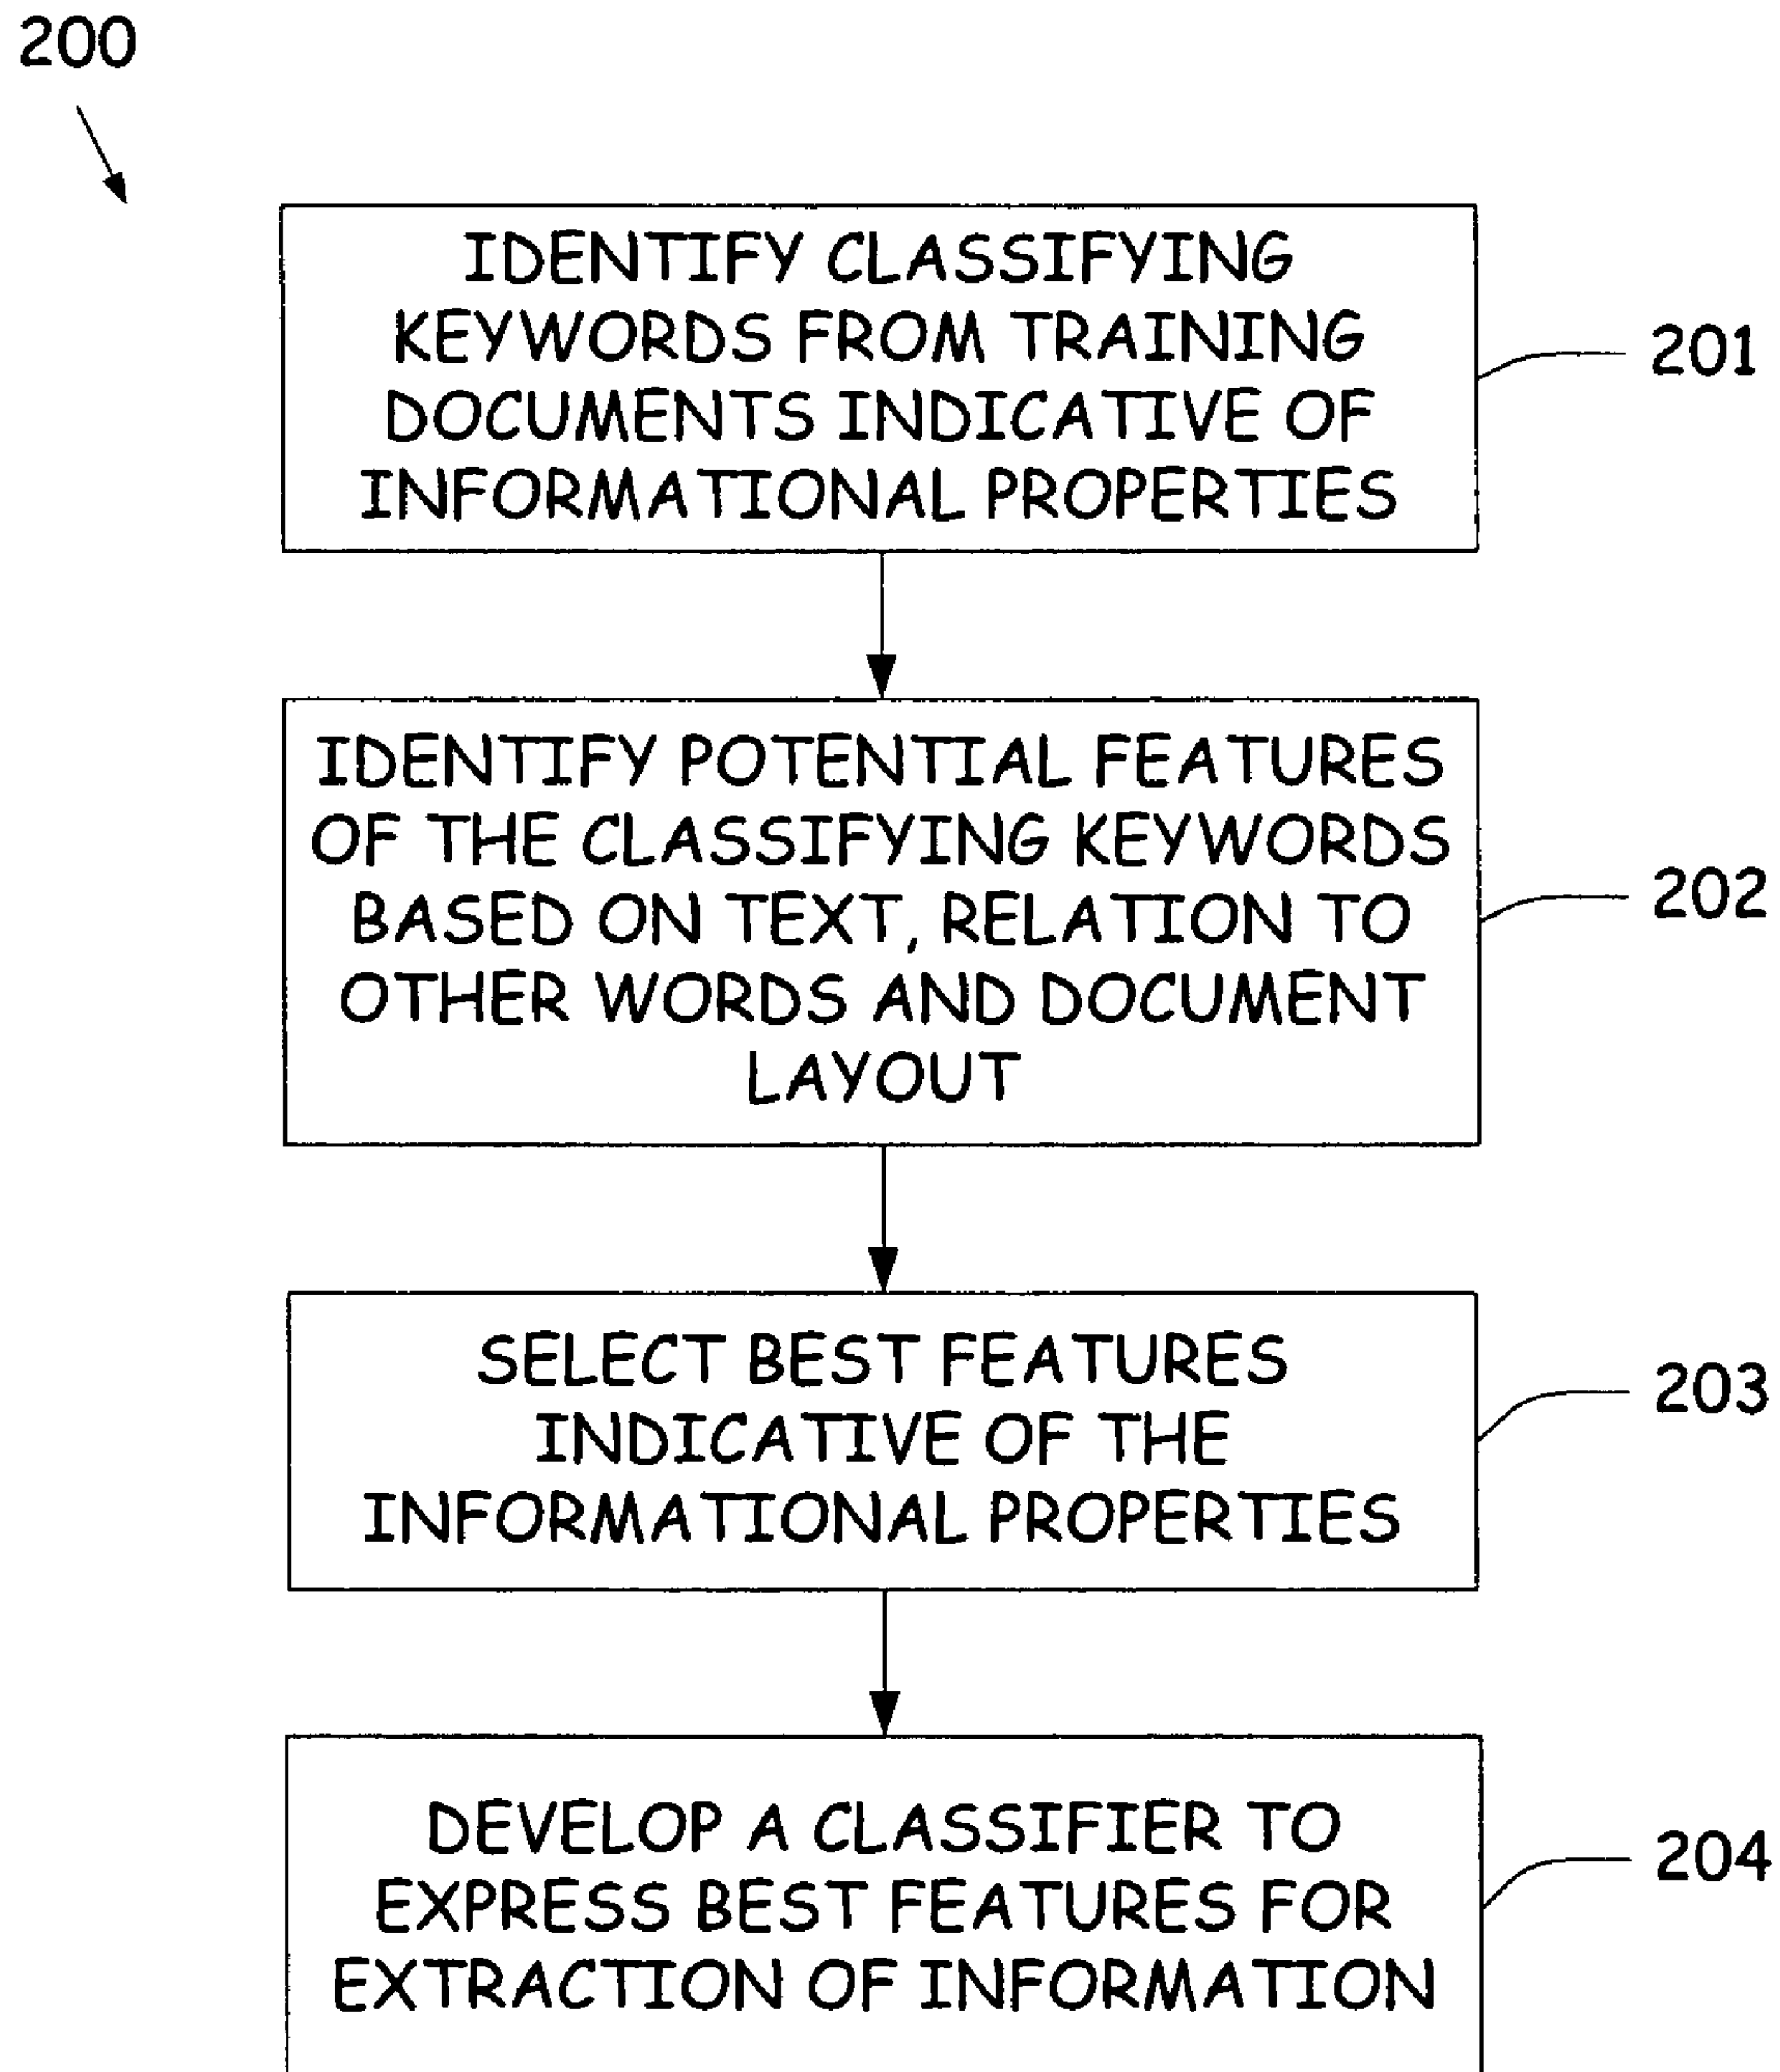 200
IDENTIFY CLASSIFYING
KEYWORDS FROM TRAINING
DOCUMENTS INDICATIVE OF
INFORMATIONAL PROPERTIES
201
IDENTIFY POTENTIAL FEATURES
OF THE CLASSIFYING KEYWORDS
BASED ON TEXT, RELATION TO
OTHER WORDS AND DOCUMENT
LAYOUT
202
SELECT BEST FEATURES
INDICATIVE OF THE
INFORMATIONAL PROPERTIES
203
DEVELOP A CLASSIFIER TO
EXPRESS BEST FEATURES FOR
EXTRACTION OF INFORMATION
204